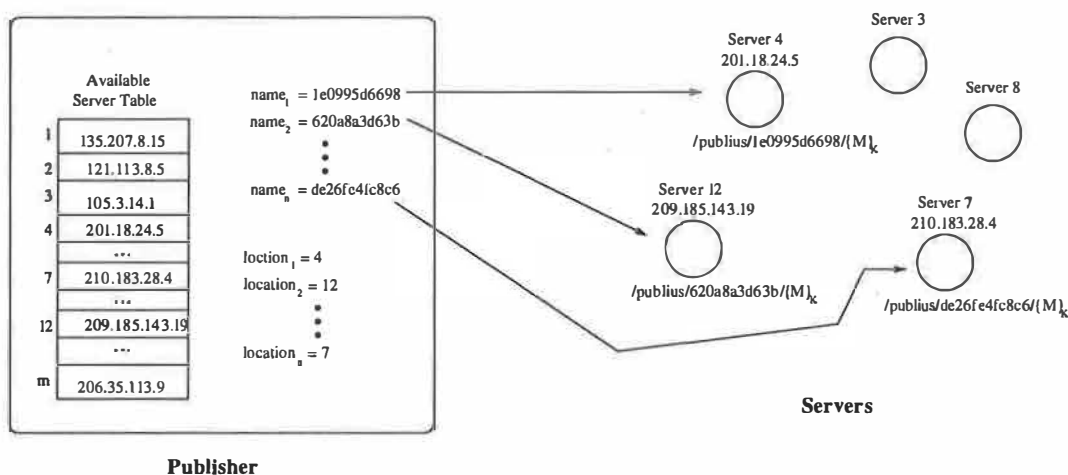 Available
Server Table
1 135.207.8.15
2 121.113.8.5
3 105.3.14.1
4 201.18.24.5
...
7 210.183.28.4
...
12 209.185.143.19
...
m 206.35.113.9
name1 = 1e0995d6698
name2 = 620a8a3d63b
namen = de26fe4fc8c6
loction1 = 4
location2 = 12
locationn = 7
Publisher
Server 4
201.18.24.5
/publius/1e0995d6698/{M}K
Server 3
Server 8
Server 12
209.185.143.19
/publius/620a8a3d63b/{M}K
Server 7
210.183.28.4
/publius/de26fe4fc8c6/{M}K
Servers